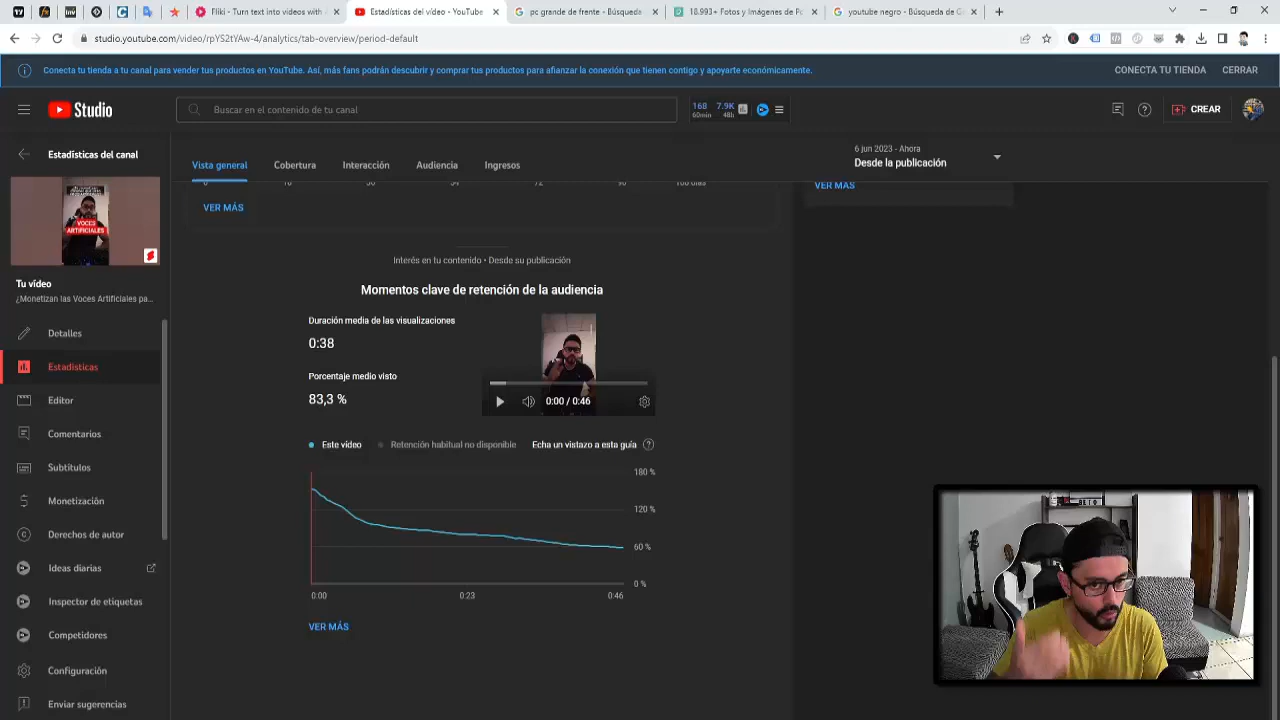 Fliki - Turn text into videos with
Estadísticas del vídeo - YouTube
pc grande de frente - Búsqueda
18.993+ Fotos y Imágenes de Pc
youtube negro - Búsqueda de G
studio.youtube.com/video/rpYS2tYAw-4/analytics/tab-overview/period-default
Conecta tu tienda a tu canal para vender tus productos en YouTube. Así, más fans podrán descubrir y comprar tus productos para afianzar la conexión que tienen contigo y apoyarte económicamente.
CONECTA TU TIENDA
CERRAR
Studio
Buscar en el contenido de tu canal
168
60min
7.9K
48h
CREAR
Estadísticas del canal
Vista general
Cobertura
Interacción
Audiencia
Ingresos
6 jun 2023 - Ahora
Desde la publicación
VER MÁS
VER MÁS
VOCES
ARTIFICIALES
Tu vídeo
¿Monetizan las Voces Artificiales pa...
Detalles
Estadísticas
Editor
Comentarios
Subtítulos
Monetización
Derechos de autor
Ideas diarias
Inspector de etiquetas
Competidores
Configuración
Enviar sugerencias
Interés en tu contenido • Desde su publicación
Momentos clave de retención de la audiencia
Duración media de las visualizaciones
0:38
Porcentaje medio visto
83,3 %
0:00 / 0:46
Este vídeo
Retención habitual no disponible
Echa un vistazo a esta guía
180 %
120 %
60 %
0 %
0:00
0:23
0:46
VER MÁS